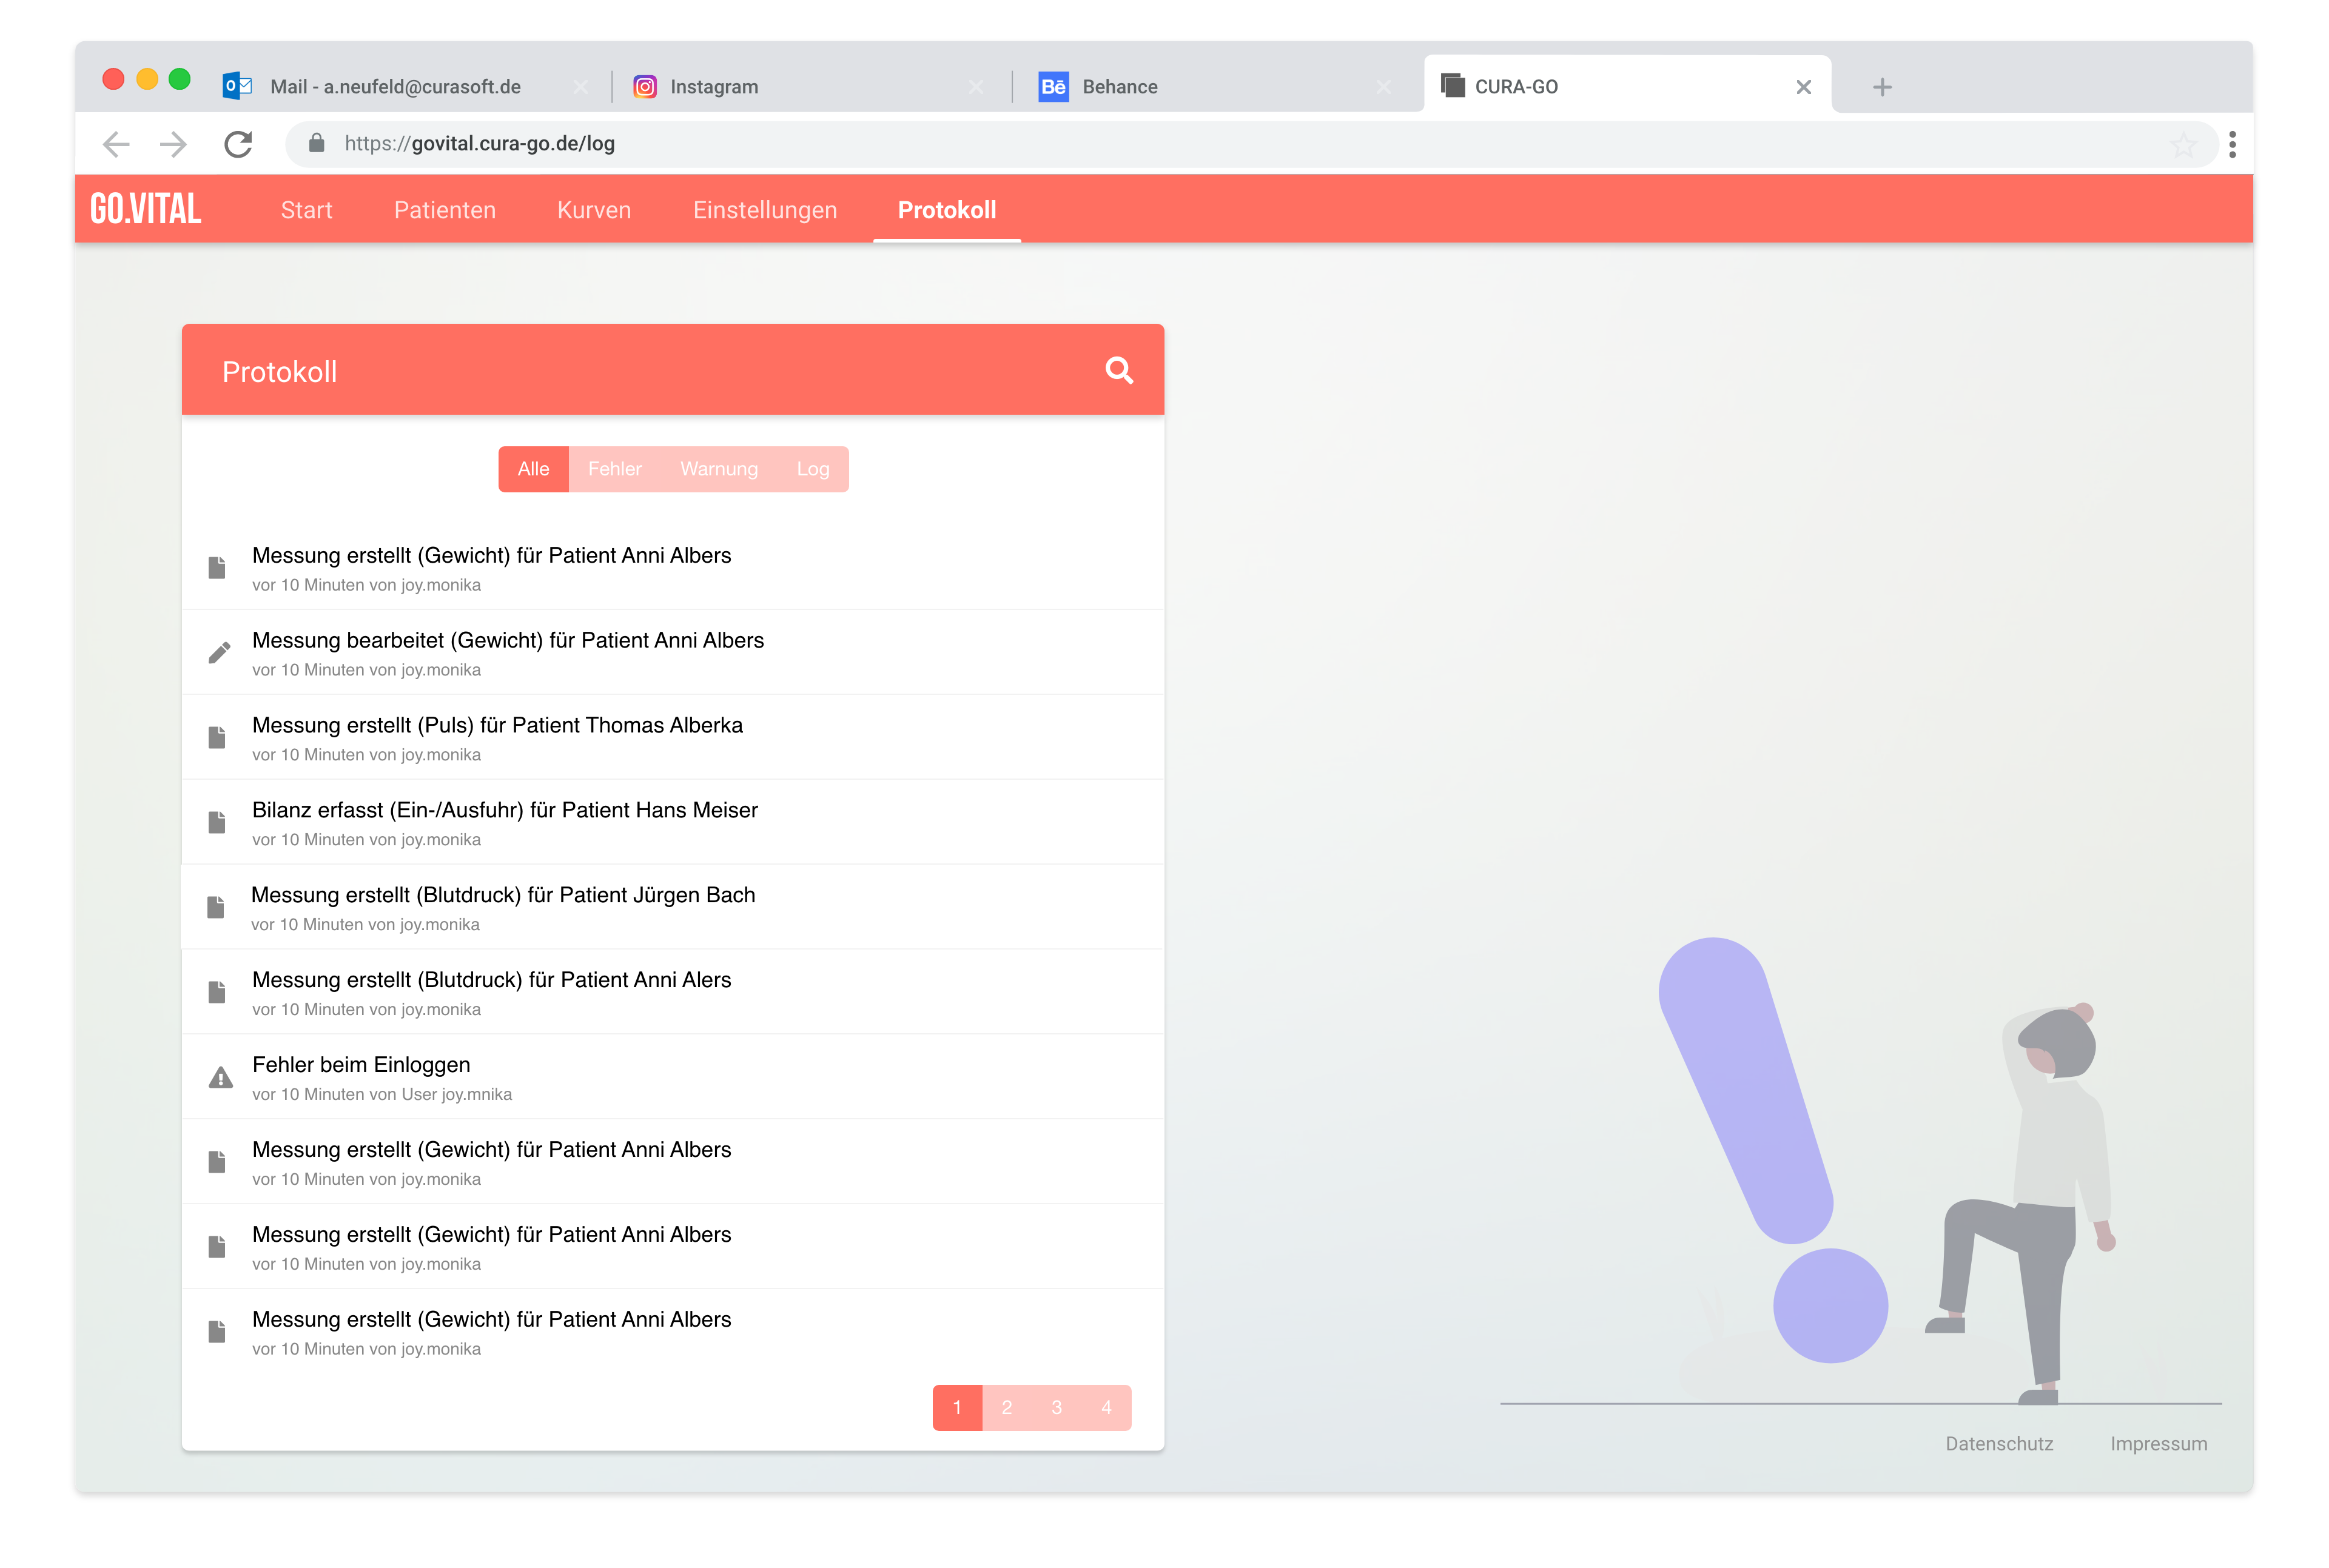 Mail - a.neufeld@curasoft.de
Instagram
Bē Behance
CURA-GO
https://govital.cura-go.de/log
GO.VITAL Start Patienten Kurven Einstellungen Protokoll
Protokoll
Alle Fehler Warnung Log
Messung erstellt (Gewicht) für Patient Anni Albers
vor 10 Minuten von joy.monika
Messung bearbeitet (Gewicht) für Patient Anni Albers
vor 10 Minuten von joy.monika
Messung erstellt (Puls) für Patient Thomas Alberka
vor 10 Minuten von joy.monika
Bilanz erfasst (Ein-/Ausfuhr) für Patient Hans Meiser
vor 10 Minuten von joy.monika
Messung erstellt (Blutdruck) für Patient Jürgen Bach
vor 10 Minuten von joy.monika
Messung erstellt (Blutdruck) für Patient Anni Alers
vor 10 Minuten von joy.monika
Fehler beim Einloggen
vor 10 Minuten von User joy.mnika
Messung erstellt (Gewicht) für Patient Anni Albers
vor 10 Minuten von joy.monika
Messung erstellt (Gewicht) für Patient Anni Albers
vor 10 Minuten von joy.monika
Messung erstellt (Gewicht) für Patient Anni Albers
vor 10 Minuten von joy.monika
1 2 3 4
Datenschutz Impressum